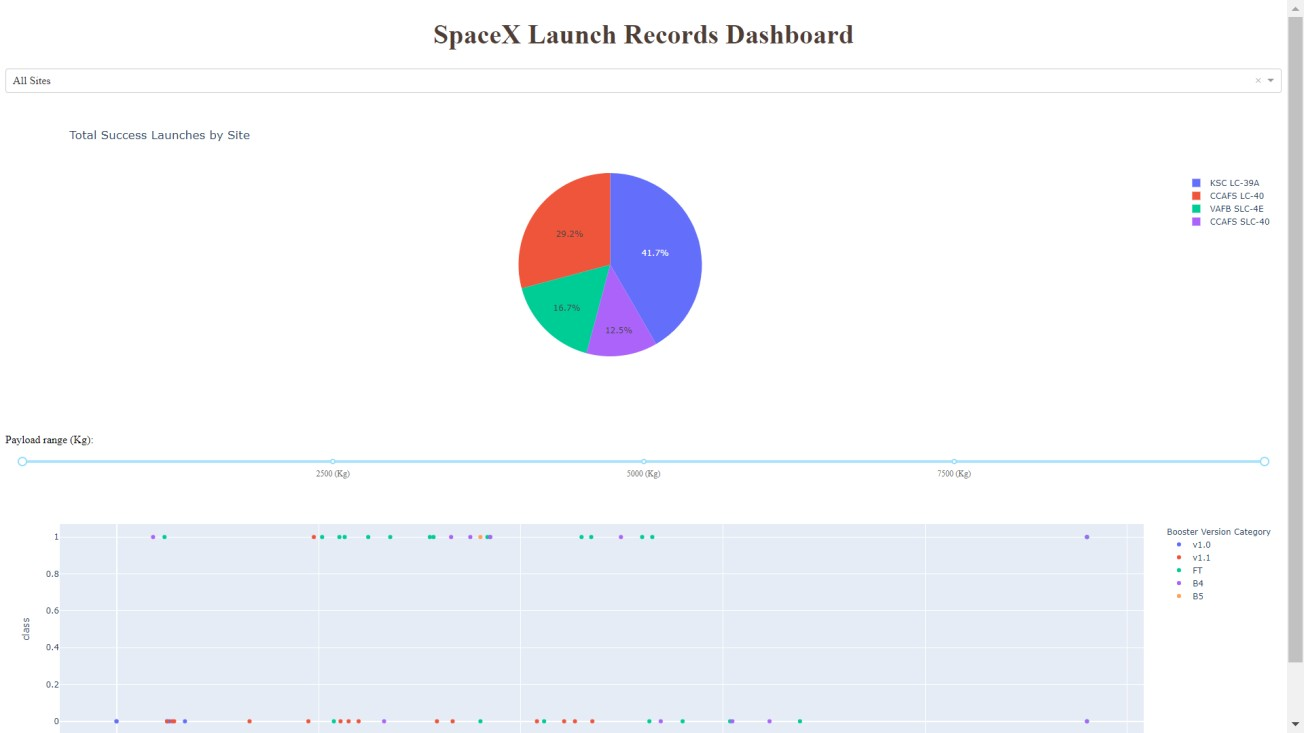 SpaceX Launch Records Dashboard
All Sites
Total Success Launches by Site
KSC LC-39A
CCAFS LC-40
VAFB SLC-4E
CCAFS SLC-40
29.2%
41.7%
16.7%
12.5%
Payload range (Kg):
2500 (Kg)
5000 (Kg)
7500 (Kg)
Booster Version Category
v1.0
v1.1
FT
B4
B5
class
1
0.8
0.6
0.4
0.2
0